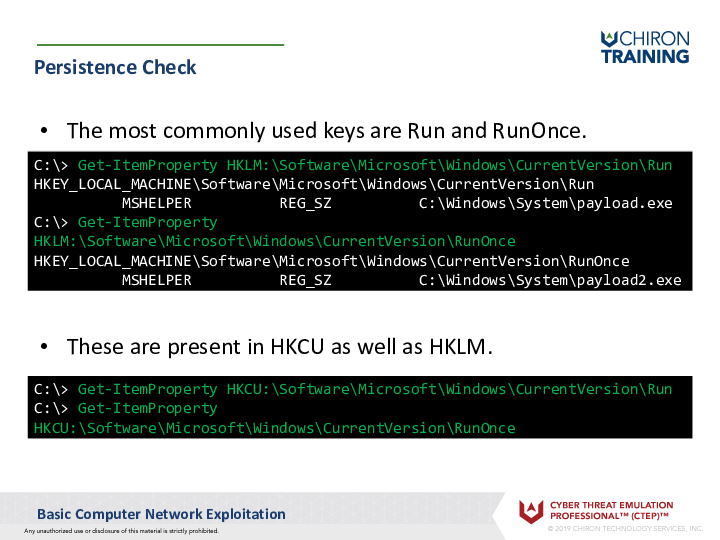 CHIRON
TRAINING
Persistence Check
• The most commonly used keys are Run and RunOnce.
C:\> Get-ItemProperty HKLM:\Software\Microsoft\Windows\CurrentVersion\Run
HKEY_LOCAL_MACHINE\Software\Microsoft\Windows\CurrentVersion\Run
MSHELPER REG_SZ C:\Windows\System\payload.exe
C:\> Get-ItemProperty
HKLM:\Software\Microsoft\Windows\CurrentVersion\RunOnce
HKEY_LOCAL_MACHINE\Software\Microsoft\Windows\CurrentVersion\RunOnce
MSHELPER REG_SZ C:\Windows\System\payload2.exe
• These are present in HKCU as well as HKLM.
C:\> Get-ItemProperty HKCU:\Software\Microsoft\Windows\CurrentVersion\Run
C:\> Get-ItemProperty
HKCU:\Software\Microsoft\Windows\CurrentVersion\RunOnce
Basic Computer Network Exploitation
Any unauthorized use or disclosure of this material is strictly prohibited.
CYBER THREAT EMULATION
PROFESSIONAL™ (CTEP)™
© 2019 CHIRON TECHNOLOGY SERVICES, INC.